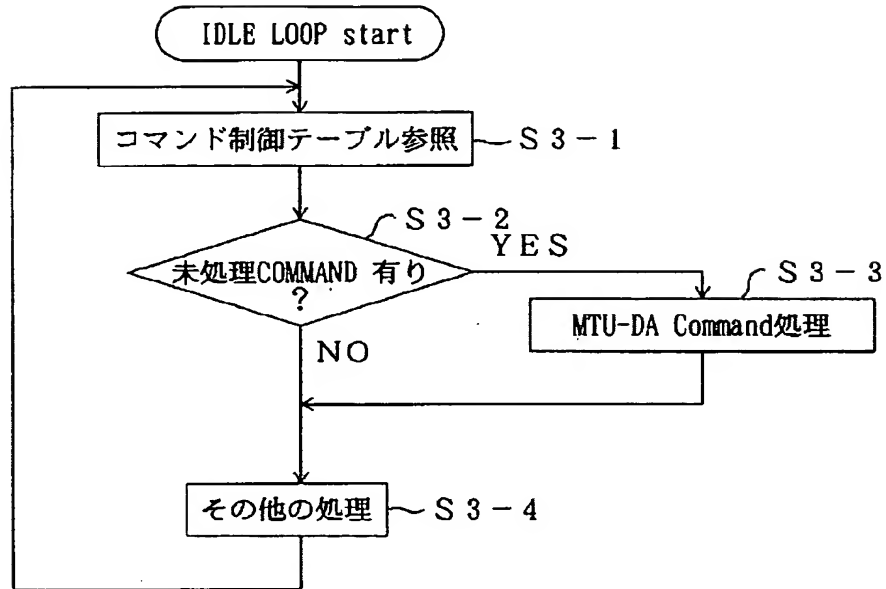 IDLE LOOP start
コマンド制御テーブル参照
S3-1
S3-2
未処理COMMAND 有り
?
YES
S3-3
MTU-DA Command処理
NO
その他の処理
S3-4